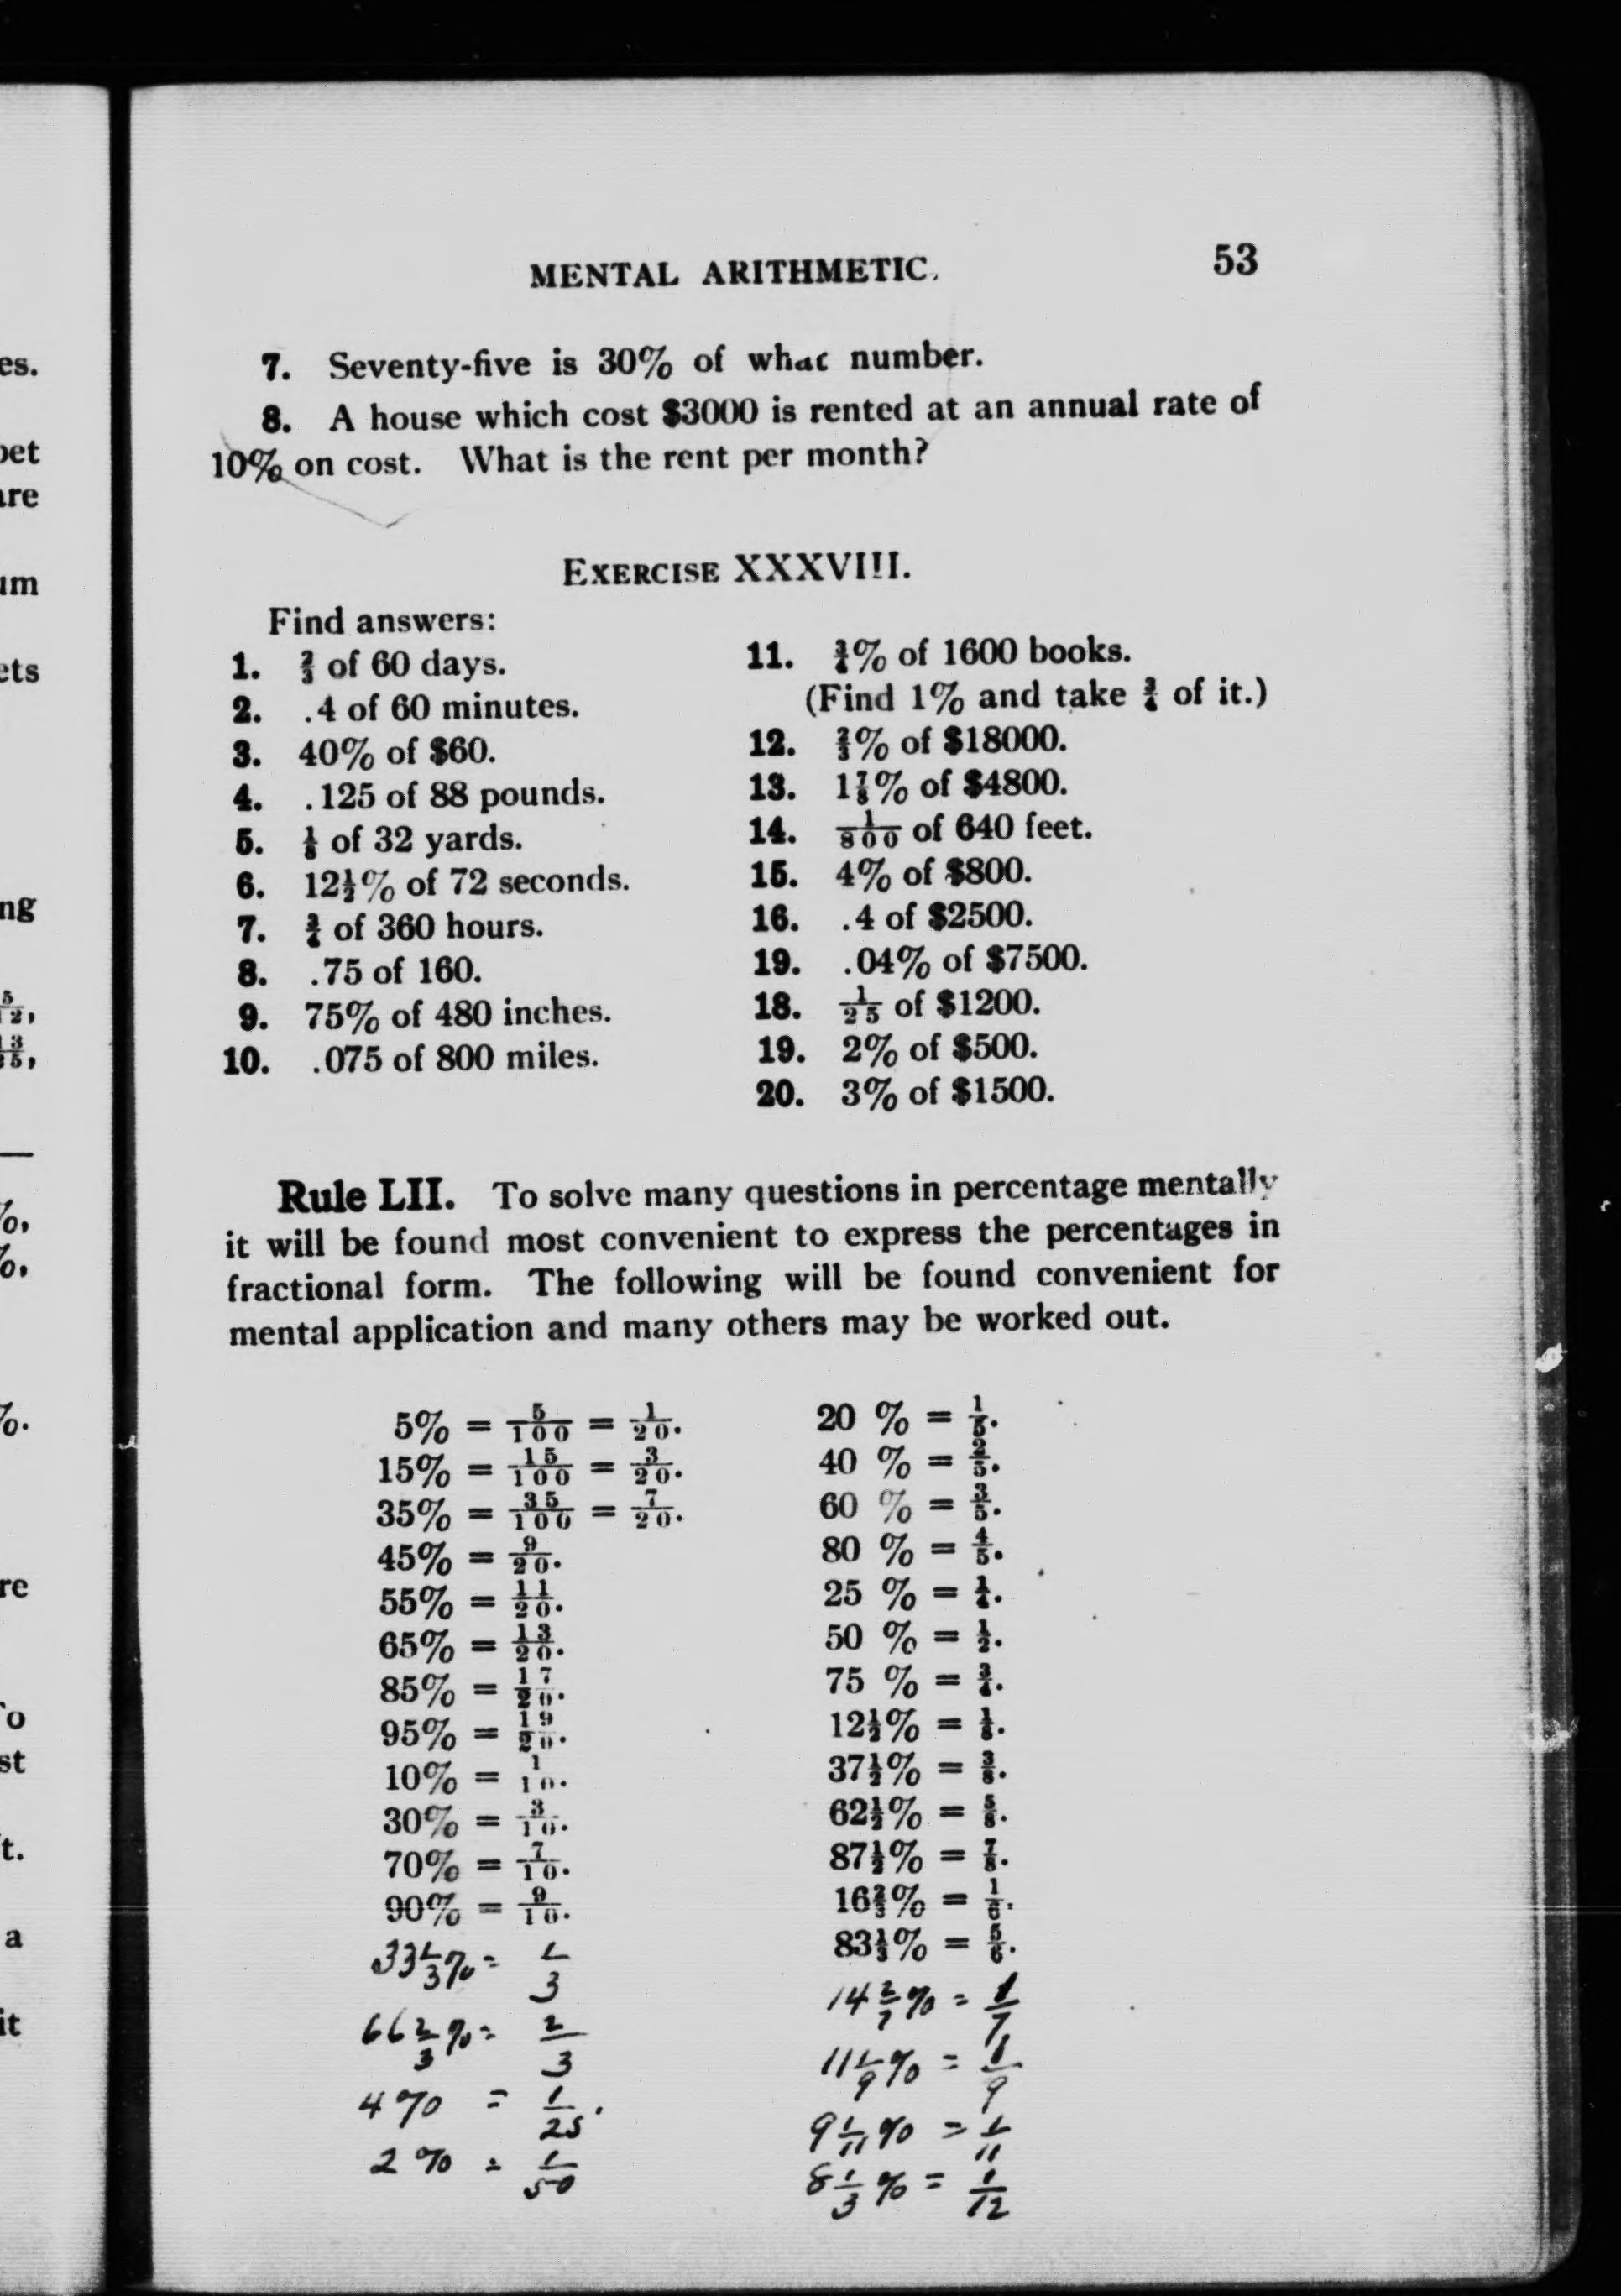 MENTAL ARITHMETIC. 53
7. Seventy-five is 30% of what number.
8. A house which cost $3000 is rented at an annual rate of
10% on cost. What is the rent per month?
EXERCISE XXXVIII.
Find answers:
1. 2/3 of 60 days.
2. .4 of 60 minutes.
3. 40% of $60.
4. .125 of 88 pounds.
5. 1/8 of 32 yards.
6. 12½% of 72 seconds.
7. ¾ of 360 hours.
8. .75 of 160.
9. 75% of 480 inches.
10. .075 of 800 miles.
11. ¾% of 1600 books.
(Find 1% and take ¾ of it.)
12. 2/3% of $18000.
13. 1⅞% of $4800.
14. 1/800 of 640 feet.
15. 4% of $800.
16. .4 of $2500.
19. .04% of $7500.
18. 1/25 of $1200.
19. 2% of $500.
20. 3% of $1500.
Rule LII. To solve many questions in percentage mentally
it will be found most convenient to express the percentages in
fractional form. The following will be found convenient for
mental application and many others may be worked out.
5% = 5/100 = 1/20.
15% = 15/100 = 3/20.
35% = 35/100 = 7/20.
45% = 9/20.
55% = 11/20.
65% = 13/20.
85% = 17/20.
95% = 19/20.
10% = 1/10.
30% = 3/10.
70% = 7/10.
90% = 9/10.
33 1/3% = 1/3
66 2/3% = 2/3
4% = 1/25.
2% = 1/50
20 % = 1/5.
40 % = 2/5.
60 % = 3/5.
80 % = 4/5.
25 % = ¼.
50 % = ½.
75 % = ¾.
12½% = 1/8.
37½% = 3/8.
62½% = 5/8.
87½% = 7/8.
16 2/3% = 1/6.
83 1/3% = 5/6.
14 2/7% = 1/7
11 1/9% = 1/9
9 1/11% = 1/11
8 1/3% = 1/12